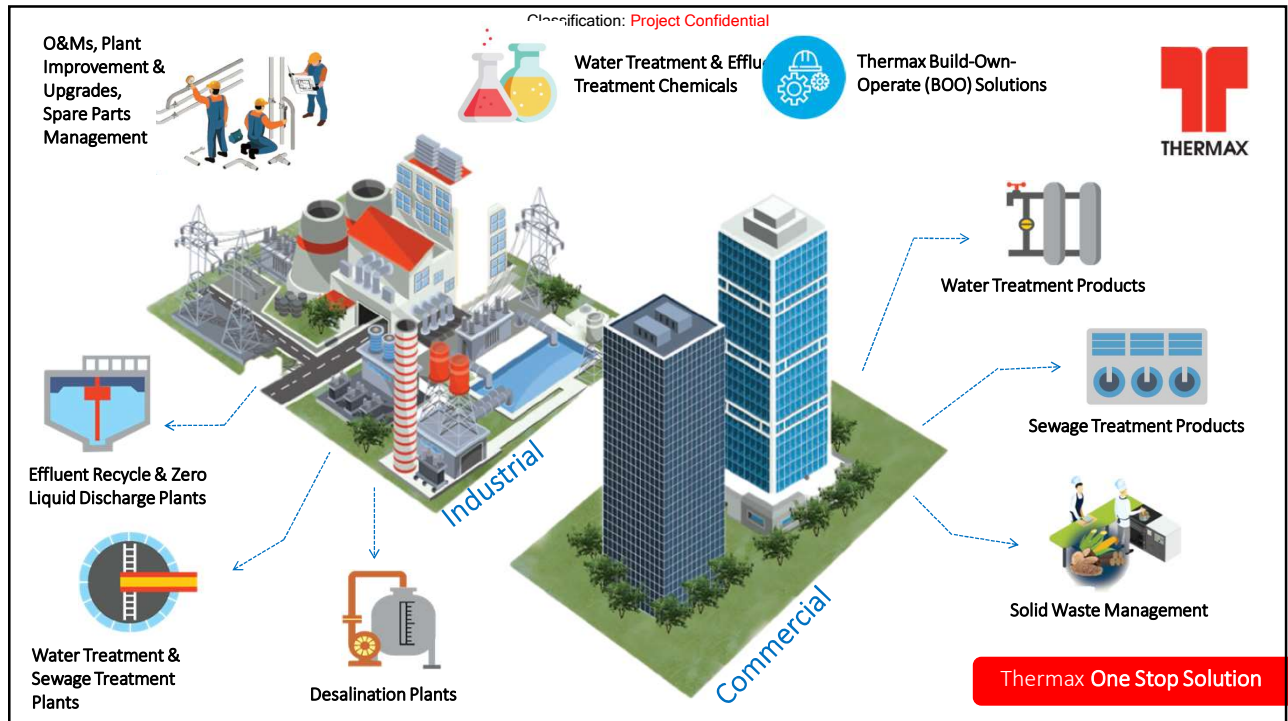 Classification: Project Confidential
O&Ms, Plant
Improvement &
Upgrades,
Spare Parts
Management
Water Treatment & Efflu
Treatment Chemicals
Thermax Build-Own-
Operate (BOO) Solutions
THERMAX
Water Treatment Products
Sewage Treatment Products
Solid Waste Management
Effluent Recycle & Zero
Liquid Discharge Plants
Water Treatment &
Sewage Treatment
Plants
Desalination Plants
Industrial
Commercial
Thermax One Stop Solution